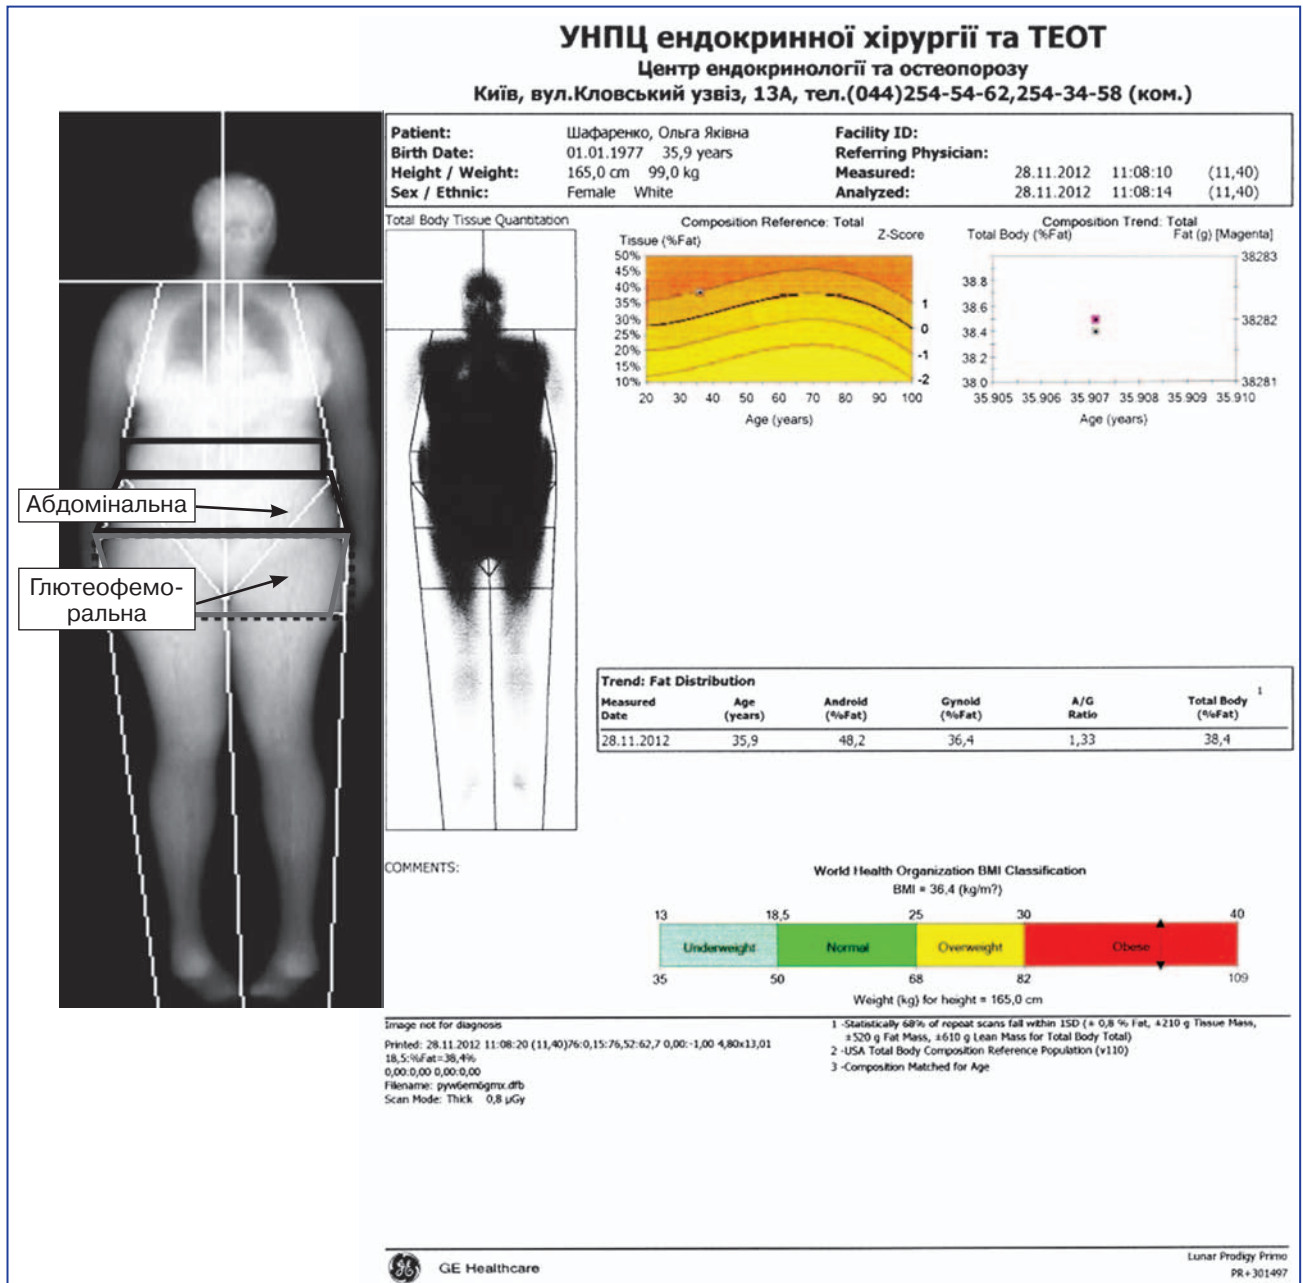 УНПЦ ендокринної хірургії та ТЕОТ
Центр ендокринології та остеопорозу
Київ, вул.Кловський узвіз, 13А, тел.(044)254-54-62,254-34-58 (ком.)
Patient: Шафаренко, Ольга Яківна Facility ID:
Birth Date: 01.01.1977 35,9 years Referring Physician:
Height / Weight: 165,0 cm 99,0 kg Measured: 28.11.2012 11:08:10 (11,40)
Sex / Ethnic: Female White Analyzed: 28.11.2012 11:08:14 (11,40)
Total Body Tissue Quantitation
Composition Reference: Total
Tissue (%Fat) Z-Score
50%
45%
40%
35%
30%
25%
20%
15%
10%
1
0
-1
-2
20 30 40 50 60 70 80 90 100
Age (years)
Composition Trend: Total
Total Body (%Fat) Fat (g) [Magenta]
38.8
38.6
38.4
38.2
38.0
38283
38282
38281
35.905 35.906 35.907 35.908 35.909 35.910
Age (years)
Абдомінальна
Глютеофемо-
ральна
Trend: Fat Distribution
Measured Age Android Gynoid A/G Total Body 1
Date (years) (%Fat) (%Fat) Ratio (%Fat)
28.11.2012 35,9 48,2 36,4 1,33 38,4
COMMENTS:
World Health Organization BMI Classification
BMI = 36,4 (kg/m?)
13 18,5 25 30 40
Underweight Normal Overweight Obese
35 50 68 82 109
Weight (kg) for height = 165,0 cm
Image not for diagnosis
Printed: 28.11.2012 11:08:20 (11,40)76:0,15:76,52:62,7 0,00:-1,00 4,80x13,01
18,5:%Fat=38,4%
0,00:0,00 0,00:0,00
Filename: pyw6em6gmx.dfb
Scan Mode: Thick 0,8 µGy
1 -Statistically 68% of repeat scans fall within 1SD (± 0,8 % Fat, ±210 g Tissue Mass,
±520 g Fat Mass, ±610 g Lean Mass for Total Body Total)
2 -USA Total Body Composition Reference Population (v110)
3 -Composition Matched for Age
GE Healthcare
Lunar Prodigy Primo
PR+301497